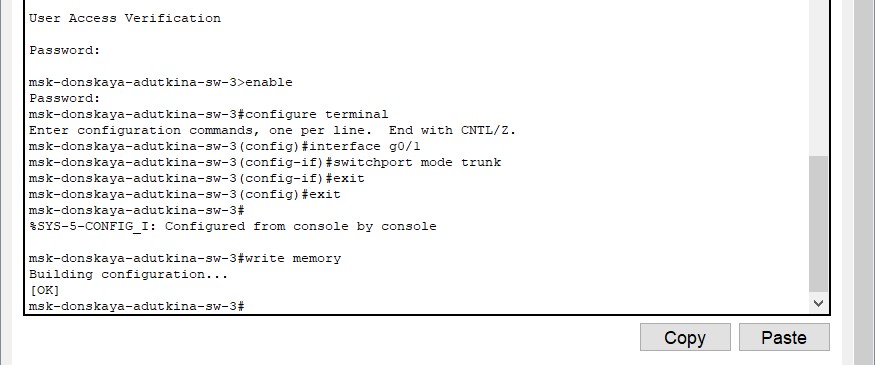 User Access Verification
Password:
msk-donskaya-adutkina-sw-3>enable
Password:
msk-donskaya-adutkina-sw-3#configure terminal
Enter configuration commands, one per line.  End with CNTL/Z.
msk-donskaya-adutkina-sw-3(config)#interface g0/1
msk-donskaya-adutkina-sw-3(config-if)#switchport mode trunk
msk-donskaya-adutkina-sw-3(config-if)#exit
msk-donskaya-adutkina-sw-3(config)#exit
msk-donskaya-adutkina-sw-3#
%SYS-5-CONFIG_I: Configured from console by console
msk-donskaya-adutkina-sw-3#write memory
Building configuration...
[OK]
msk-donskaya-adutkina-sw-3#
Copy Paste